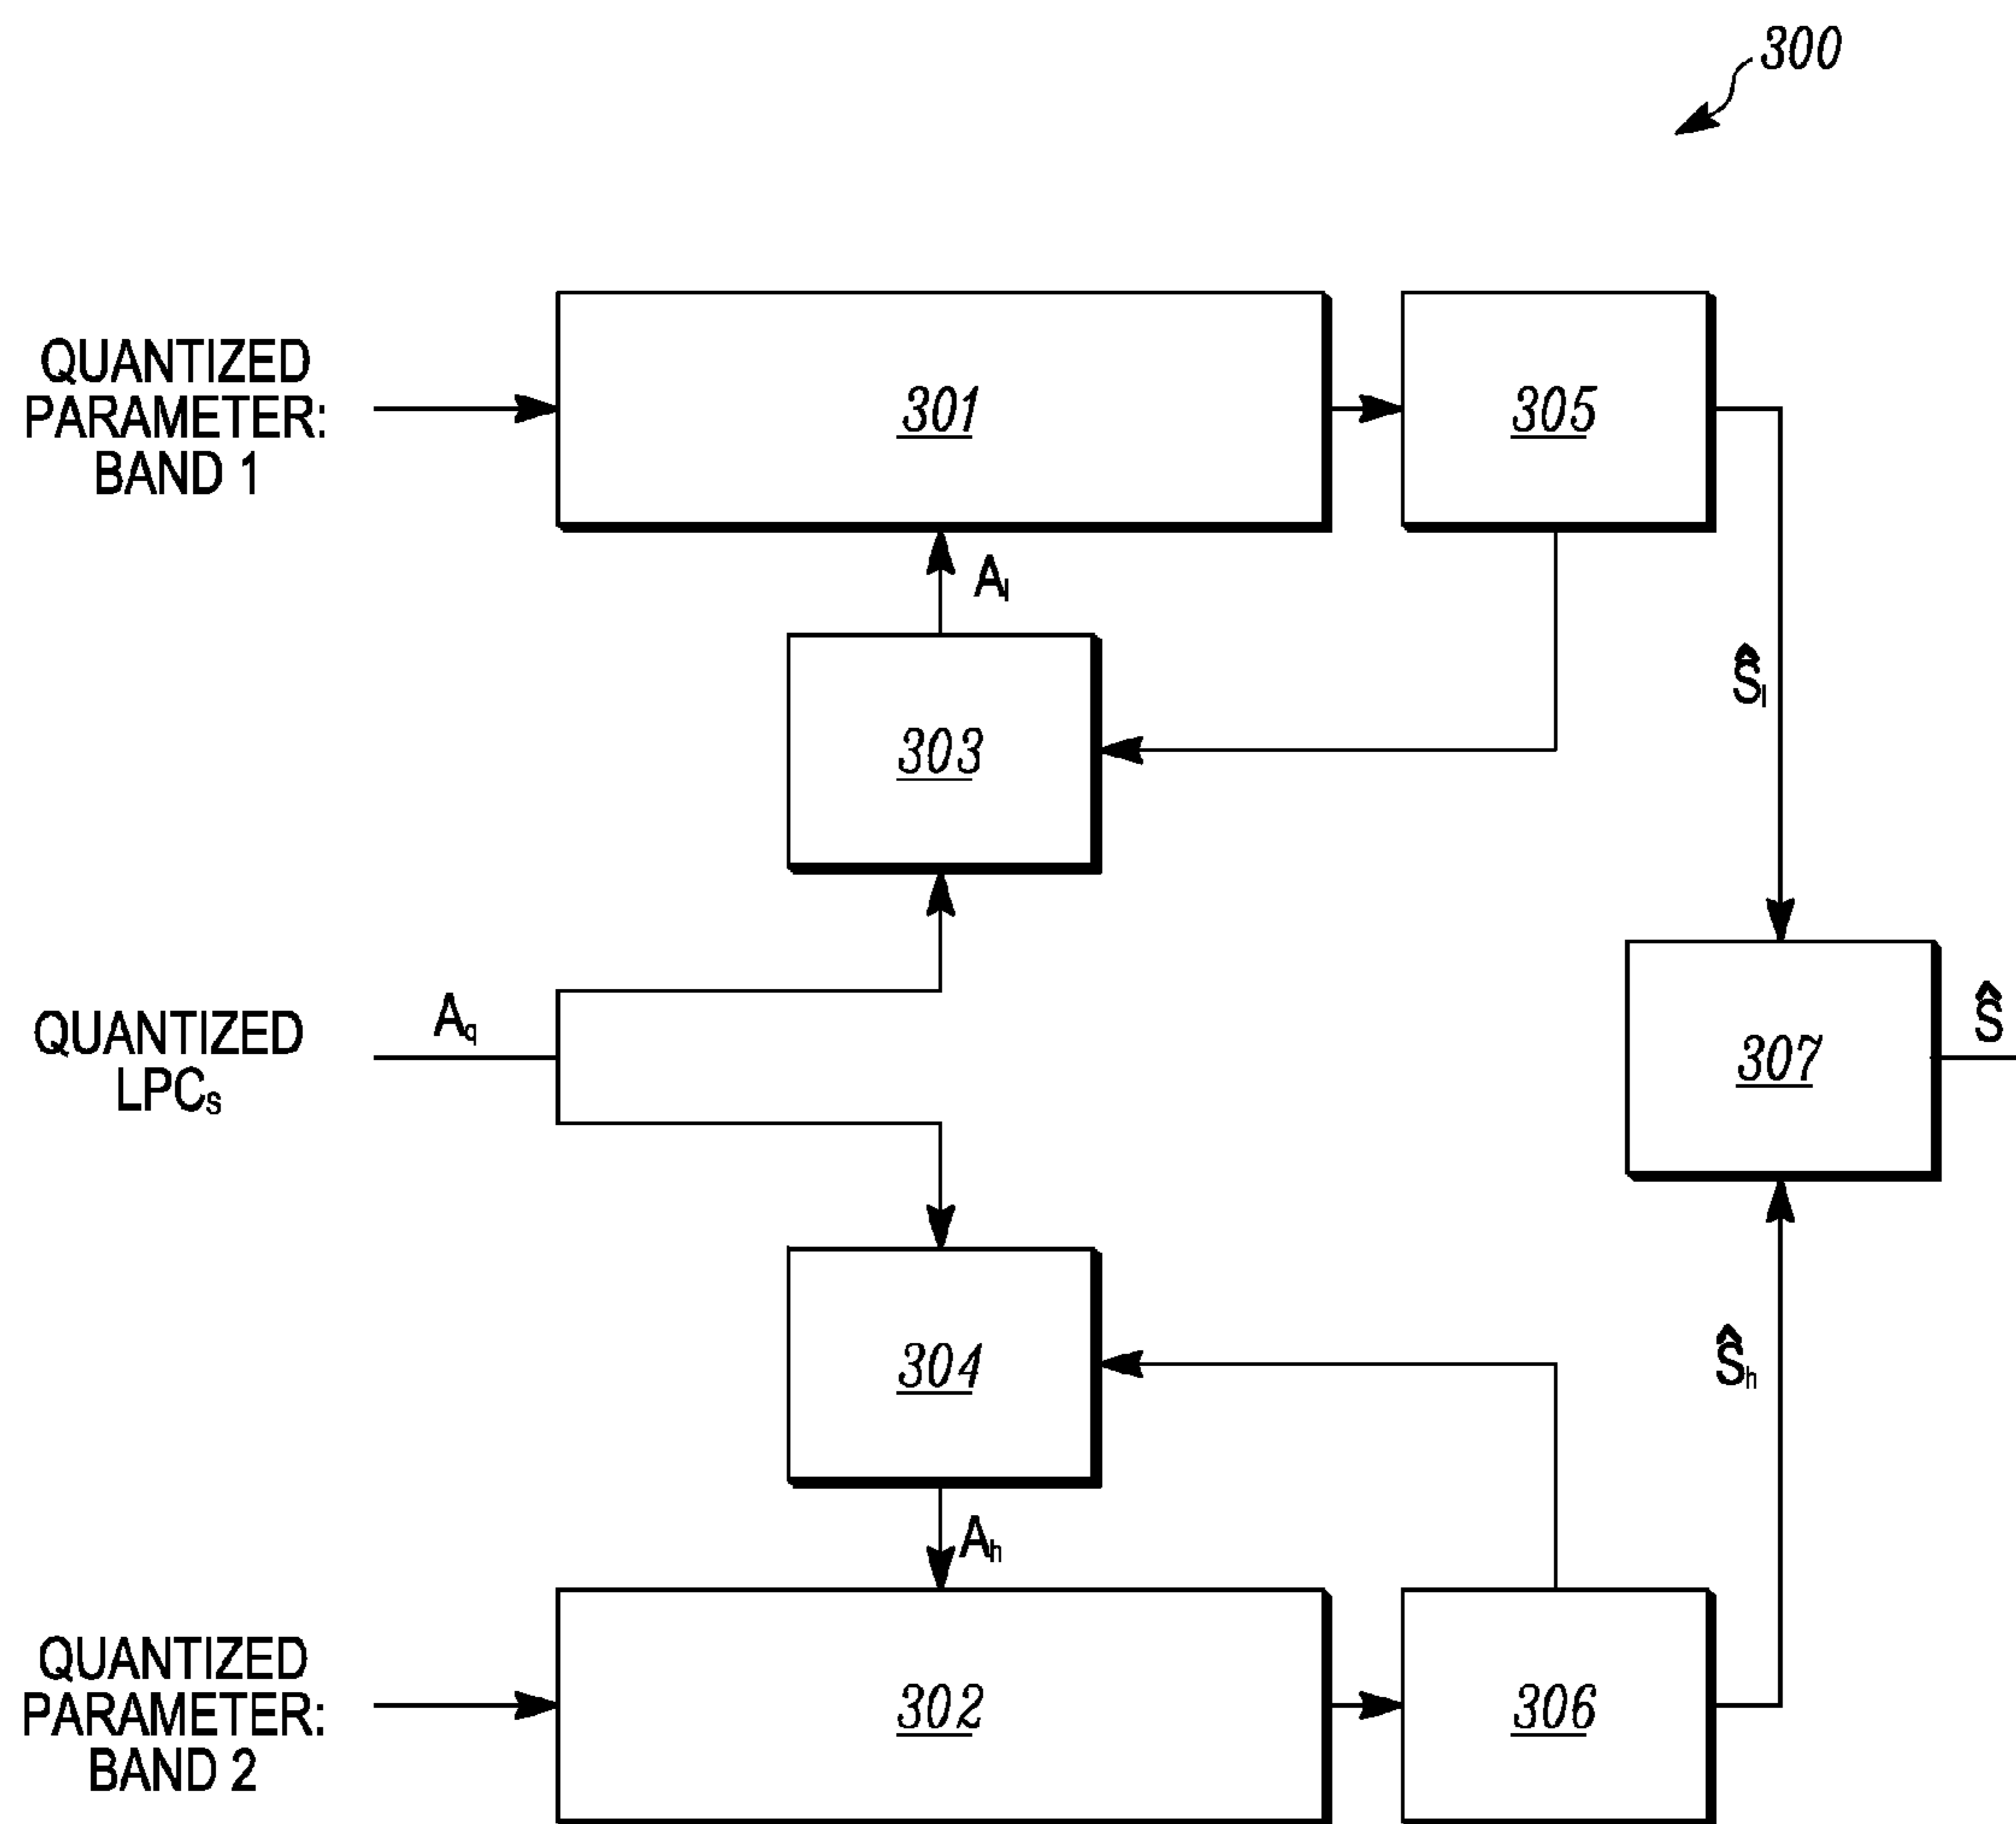 300
QUANTIZED
PARAMETER:
BAND 1
301
305
Al
303
Ŝl
QUANTIZED
LPCs
Aq
307
Ŝ
304
Ŝh
Ah
QUANTIZED
PARAMETER:
BAND 2
302
306